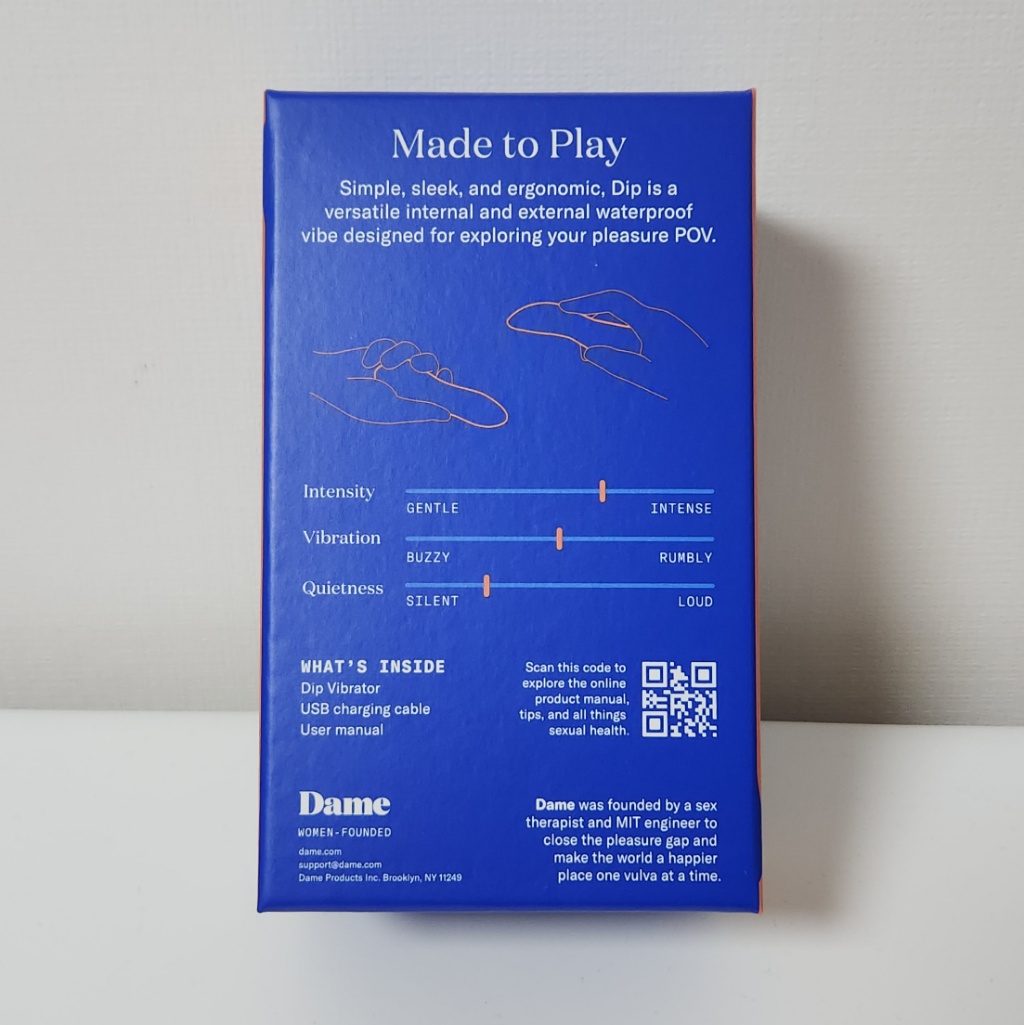 Made to Play
Simple, sleek, and ergonomic, Dip is a
versatile internal and external waterproof
vibe designed for exploring your pleasure POV.
Intensity
GENTLE INTENSE
Vibration
BUZZY RUMBLY
Quietness
SILENT LOUD
WHAT'S INSIDE
Dip Vibrator
USB charging cable
User manual
Scan this code to
explore the online
product manual,
tips, and all things
sexual health.
Dame
WOMEN-FOUNDED
dame.com
support@dame.com
Dame Products Inc. Brooklyn, NY 11249
Dame was founded by a sex
therapist and MIT engineer to
close the pleasure gap and
make the world a happier
place one vulva at a time.